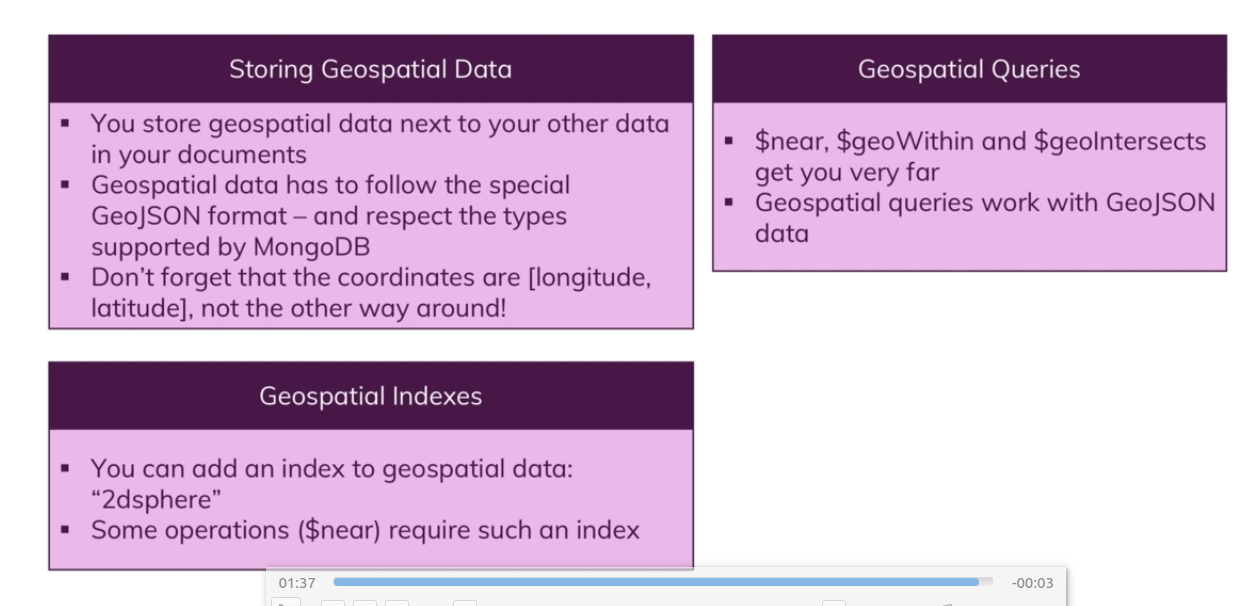 Storing Geospatial Data
▪ You store geospatial data next to your other data
in your documents
▪ Geospatial data has to follow the special
GeoJSON format – and respect the types
supported by MongoDB
▪ Don’t forget that the coordinates are [longitude,
latitude], not the other way around!
Geospatial Queries
▪ $near, $geoWithin and $geoIntersects
get you very far
▪ Geospatial queries work with GeoJSON
data
Geospatial Indexes
▪ You can add an index to geospatial data:
“2dsphere”
▪ Some operations ($near) require such an index
01:37
-00:03